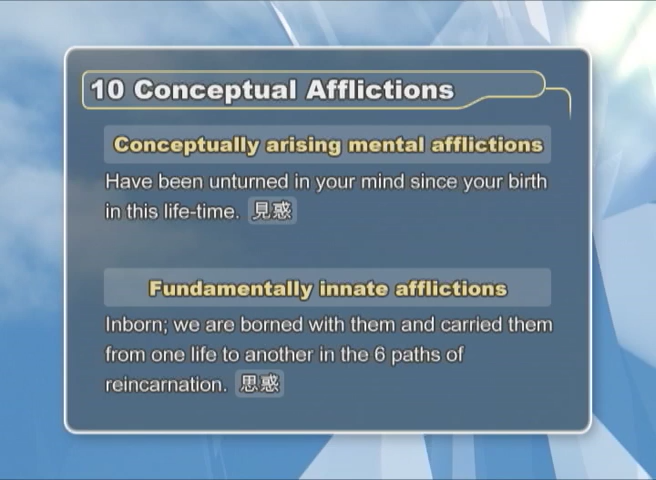 10 Conceptual Afflictions
Conceptually arising mental afflictions
Have been unturned in your mind since your birth
in this life-time. 見惑
Fundamentally innate afflictions
Inborn; we are borned with them and carried them
from one life to another in the 6 paths of
reincarnation. 思惑